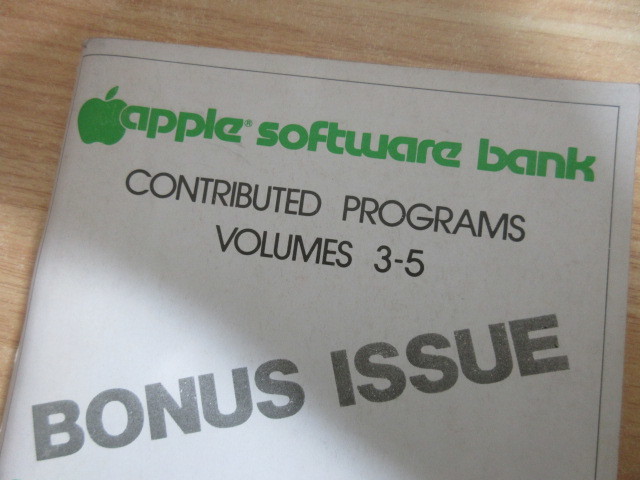 apple® software bank
CONTRIBUTED PROGRAMS
VOLUMES 3-5
BONUS ISSUE